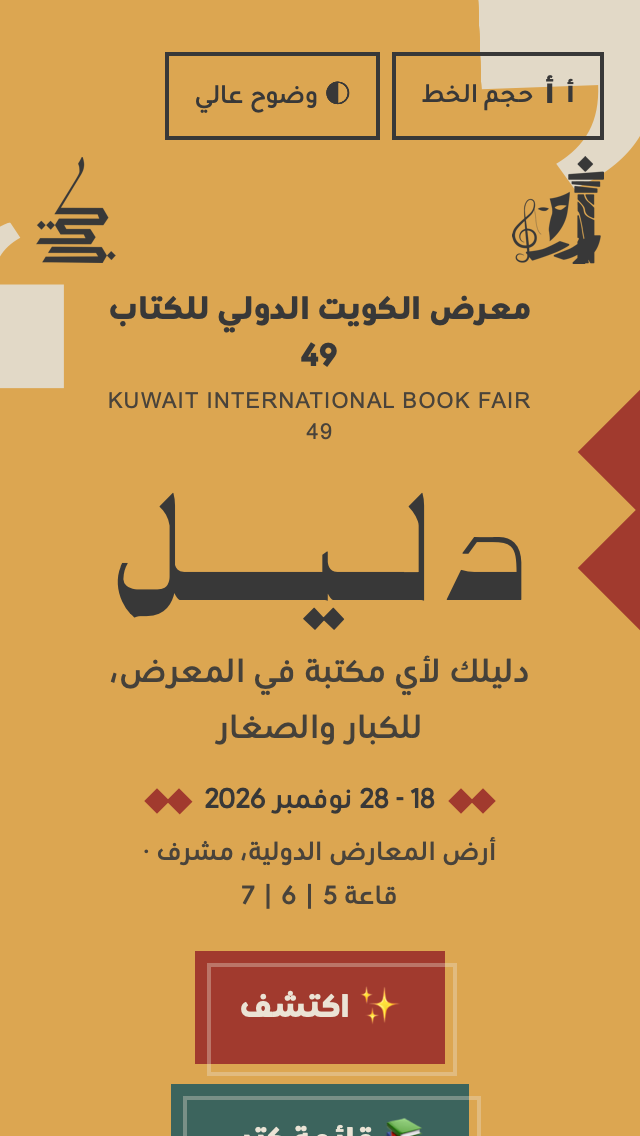 أ أ حجم الخط
وضوح عالي
معرض الكويت الدولي للكتاب
49
KUWAIT INTERNATIONAL BOOK FAIR
49
دليل
دليلك لأي مكتبة في المعرض،
للكبار والصغار
18 - 28 نوفمبر 2026
أرض المعارض الدولية، مشرف ·
قاعة 5 | 6 | 7
✨ اكتشف